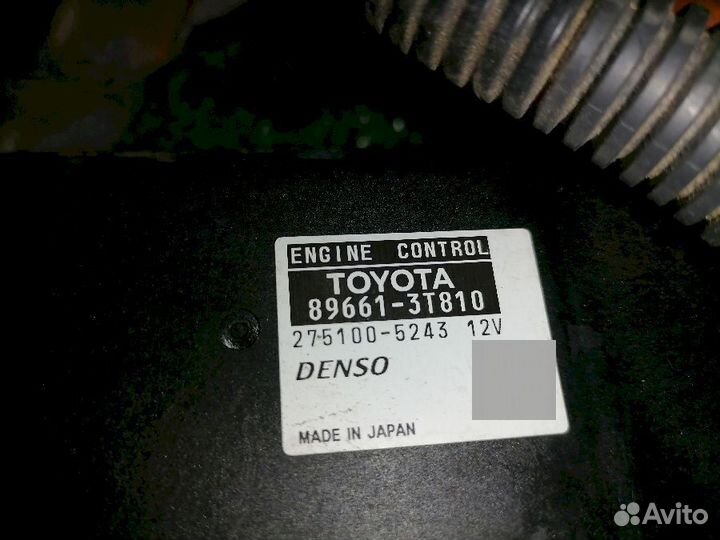 ENGINE CONTROL
TOYOTA
89661-3T810
275100-5243 12V
DENSO
MADE IN JAPAN
Avito